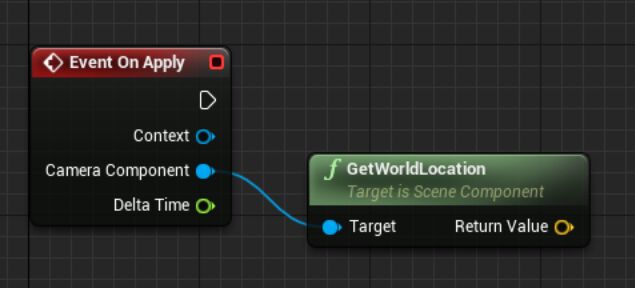 Event On Apply
Context
Camera Component
Delta Time
f GetWorldLocation
Target is Scene Component
Target Return Value